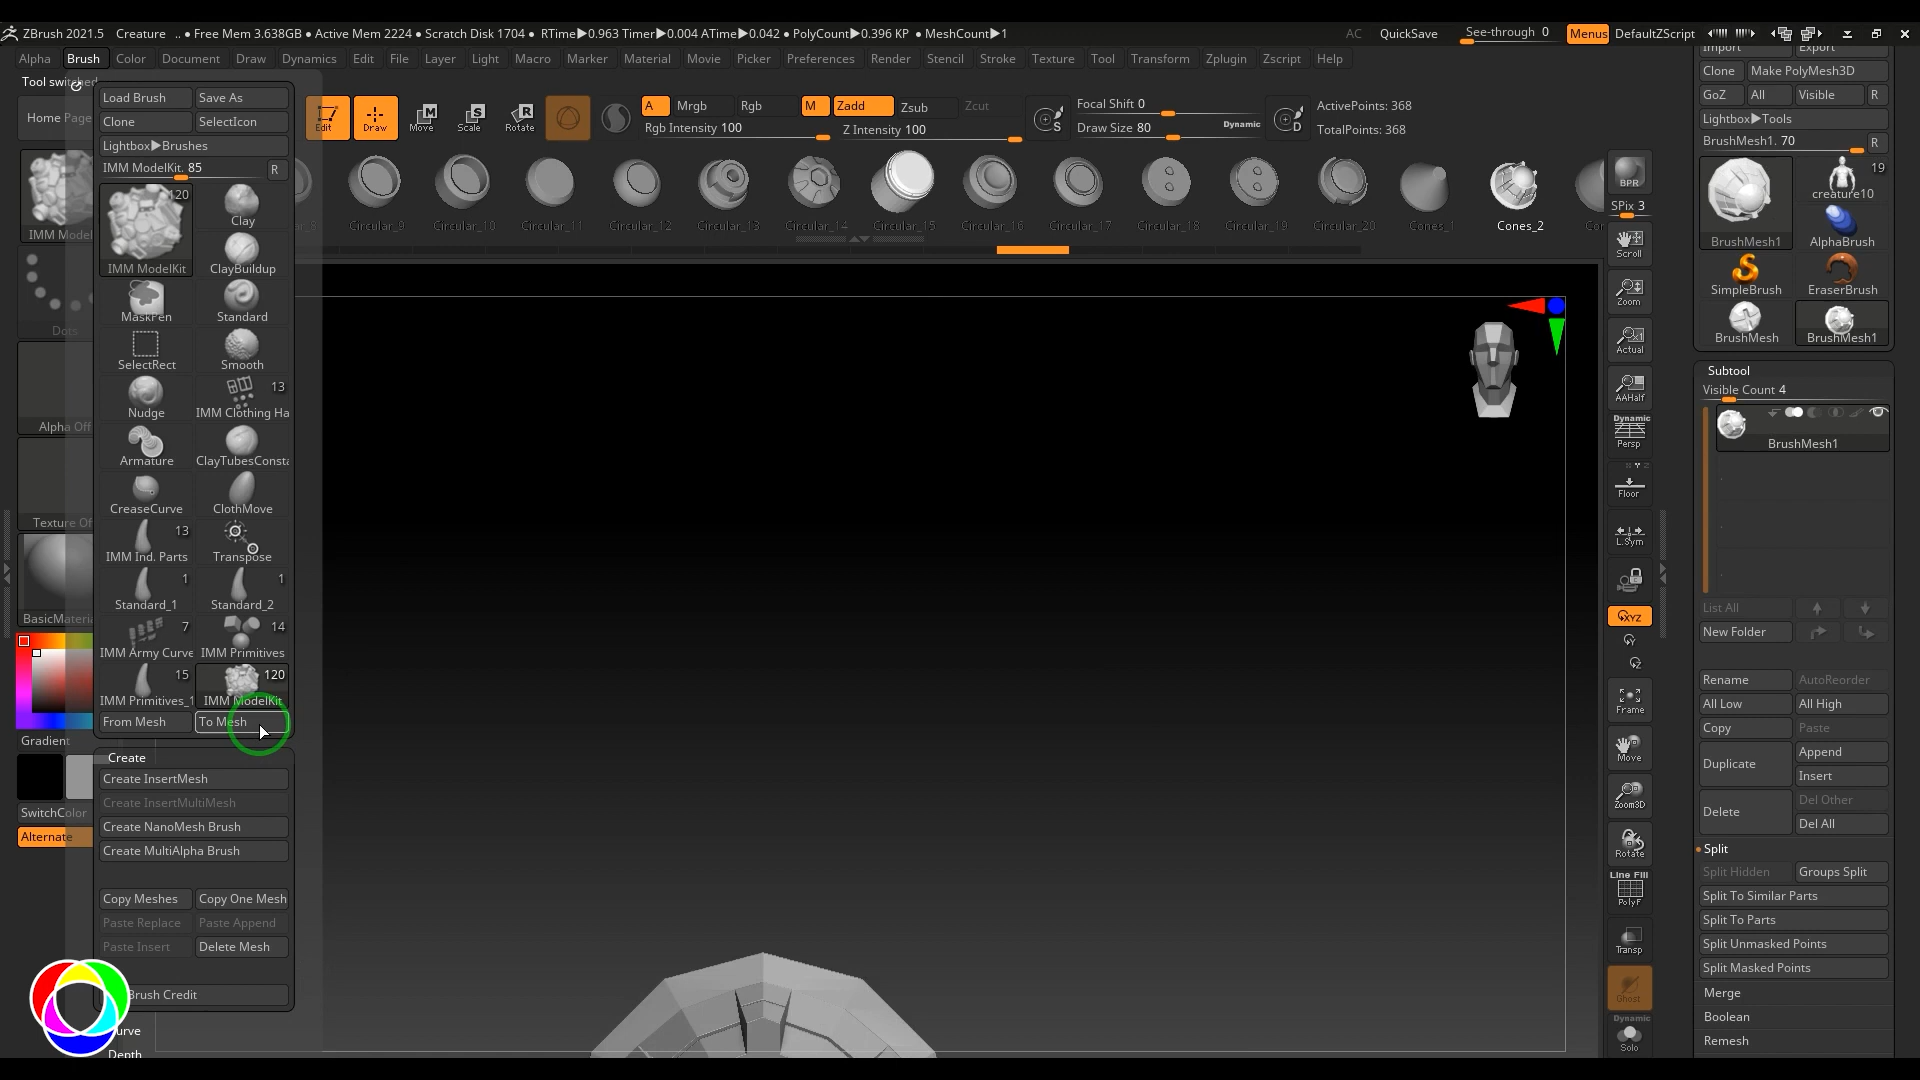 ZBrush 2021.5 Creature .. • Free Mem 3.638GB • Active Mem 2224 • Scratch Disk 1704 • RTime▶0.963 Timer▶0.004 ATime▶0.042 • PolyCount▶0.396 KP • MeshCount▶1 AC QuickSave See-through 0 Menus DefaultZScript
Alpha Brush Color Document Draw Dynamics Edit File Layer Light Macro Marker Material Movie Picker Preferences Render Stencil Stroke Texture Tool Transform Zplugin Zscript Help
Tool switched
Home Page
IMM Model
Dots
Alpha Off
Texture Of
BasicMateri
Gradient
SwitchColor
Alternate
Load Brush Save As
Clone SelectIcon
Lightbox▶Brushes
IMM ModelKit. 85 R
120
IMM ModelKit Clay
ClayBuildup
MaskPen Standard
SelectRect Smooth
13
Nudge IMM Clothing Ha
Armature ClayTubesConsta
CreaseCurve ClothMove
13
IMM Ind. Parts Transpose
1 1
Standard_1 Standard_2
7 14
IMM Army Curve IMM Primitives
15 120
IMM Primitives_1 IMM ModelKit
From Mesh To Mesh
Create
Create InsertMesh
Create InsertMultiMesh
Create NanoMesh Brush
Create MultiAlpha Brush
Copy Meshes Copy One Mesh
Paste Replace Paste Append
Paste Insert Delete Mesh
Brush Credit
urve
Depth
Edit Draw Move Scale Rotate
A Mrgb Rgb M Zadd Zsub Zcut
Rgb Intensity 100 Z Intensity 100
S Focal Shift 0
Draw Size 80 Dynamic D
ActivePoints: 368
TotalPoints: 368
_8 Circular_9 Circular_10 Circular_11 Circular_12 Circular_13 Circular_14 Circular_15 Circular_16 Circular_17 Circular_18 Circular_19 Circular_20 Cones_1 Cones_2 Cor
BPR
SPix 3
Scroll
Zoom
Actual
AAHalf
Dynamic
Persp
Floor
L.Sym
XYZ
Y
Z
Frame
Move
Zoom3D
Rotate
Line Fill
PolyF
Transp
Ghost
Dynamic
Solo
Import Export
Clone Make PolyMesh3D
GoZ All Visible R
Lightbox▶Tools
BrushMesh1. 70 R
19
creature10
BrushMesh1 AlphaBrush
SimpleBrush EraserBrush
BrushMesh BrushMesh1
Subtool
Visible Count 4
BrushMesh1
List All
New Folder
Rename AutoReorder
All Low All High
Copy Paste
Duplicate Append
Insert
Delete Del Other
Del All
Split
Split Hidden Groups Split
Split To Similar Parts
Split To Parts
Split Unmasked Points
Split Masked Points
Merge
Boolean
Remesh